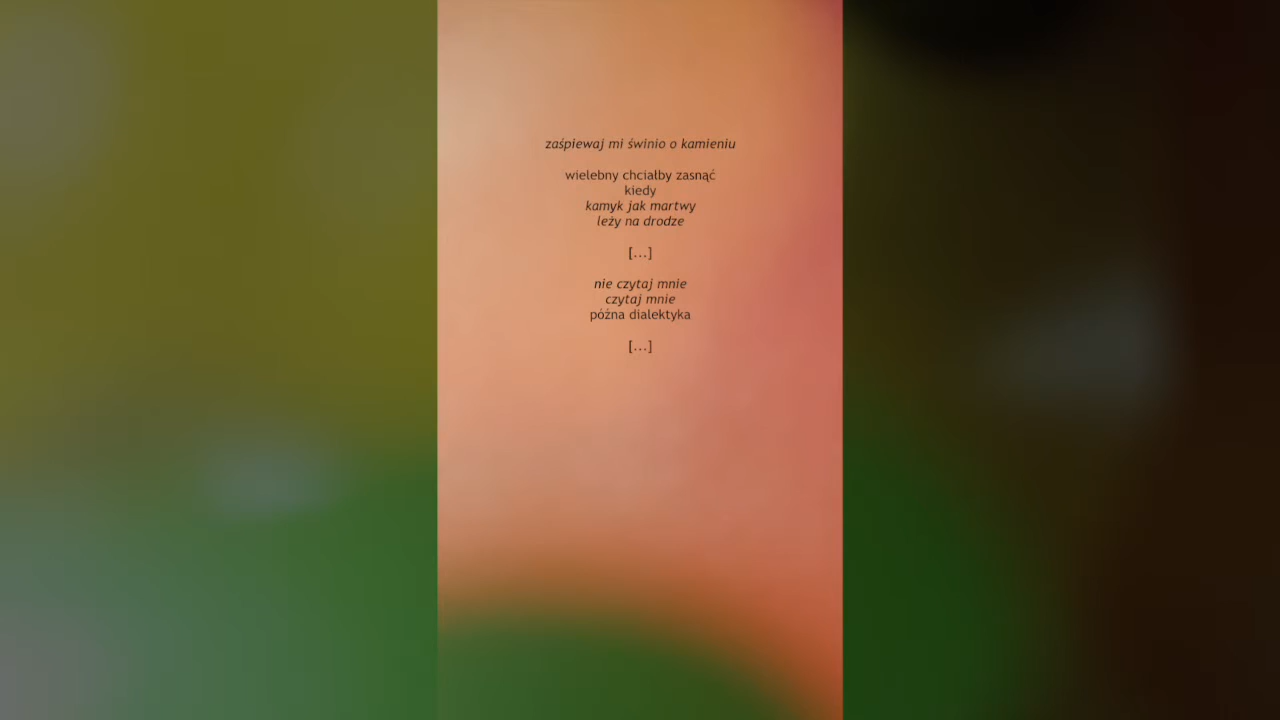 zaśpiewaj mi świnio o kamieniu
wielebny chciałby zasnąć
kiedy
kamyk jak martwy
leży na drodze
[...]
nie czytaj mnie
czytaj mnie
późna dialektyka
[...]